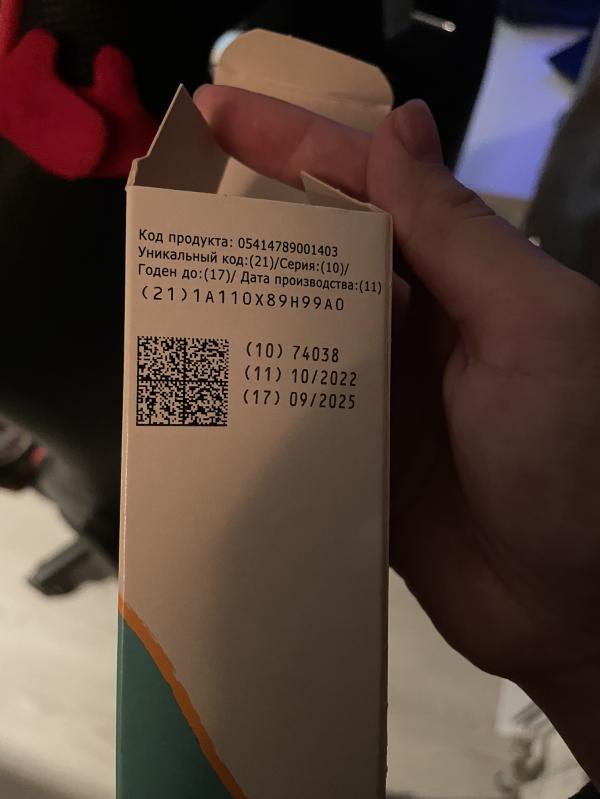 Код продукта: 05414789001403
Уникальный код:(21)/Серия:(10)/
Годен до:(17)/ Дата производства:(11)
(21)1A110X89H99A0
(10) 74038
(11) 10/2022
(17) 09/2025